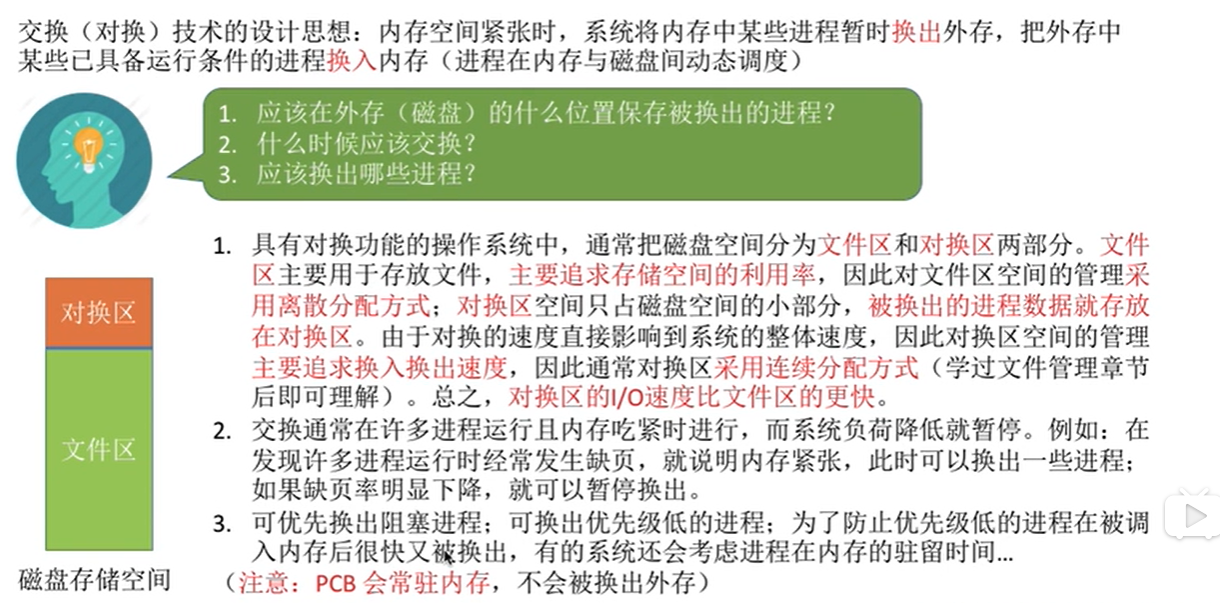 交换（对换）技术的设计思想：内存空间紧张时，系统将内存中某些进程暂时换出外存，把外存中
某些已具备运行条件的进程换入内存（进程在内存与磁盘间动态调度）
1. 应该在外存（磁盘）的什么位置保存被换出的进程？
2. 什么时候应该交换？
3. 应该换出哪些进程？
1. 具有对换功能的操作系统中，通常把磁盘空间分为文件区和对换区两部分。文件
区主要用于存放文件，主要追求存储空间的利用率，因此对文件区空间的管理采
用离散分配方式；对换区空间只占磁盘空间的小部分，被换出的进程数据就存放
在对换区。由于对换的速度直接影响到系统的整体速度，因此对换区空间的管理
主要追求换入换出速度，因此通常对换区采用连续分配方式（学过文件管理章节
后即可理解）。总之，对换区的I/O速度比文件区的更快。
2. 交换通常在许多进程运行且内存吃紧时进行，而系统负荷降低就暂停。例如：在
发现许多进程运行时经常发生缺页，就说明内存紧张，此时可以换出一些进程；
如果缺页率明显下降，就可以暂停换出。
3. 可优先换出阻塞进程；可换出优先级低的进程；为了防止优先级低的进程在被调
入内存后很快又被换出，有的系统还会考虑进程在内存的驻留时间…
（注意：PCB 会常驻内存，不会被换出外存）
对换区
文件区
磁盘存储空间